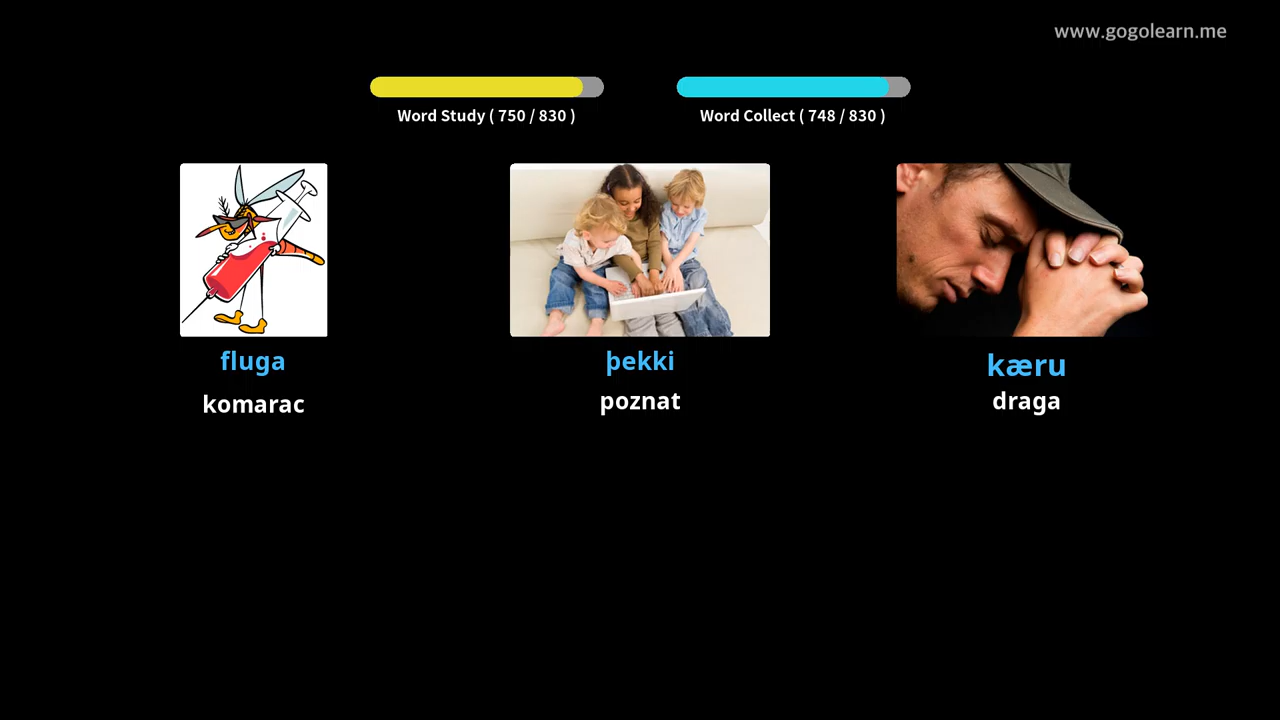 www.gogolearn.me
Word Study ( 750 / 830 )
Word Collect ( 748 / 830 )
fluga
þekki
kæru
komarac
poznat
draga